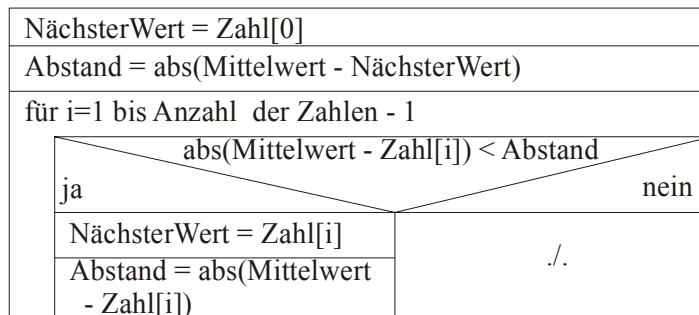 NächsterWert = Zahl[0]
Abstand = abs(Mittelwert - NächsterWert)
für i=1 bis Anzahl  der Zahlen - 1
abs(Mittelwert - Zahl[i]) < Abstand
ja
nein
NächsterWert = Zahl[i]
./.
Abstand = abs(Mittelwert
- Zahl[i])